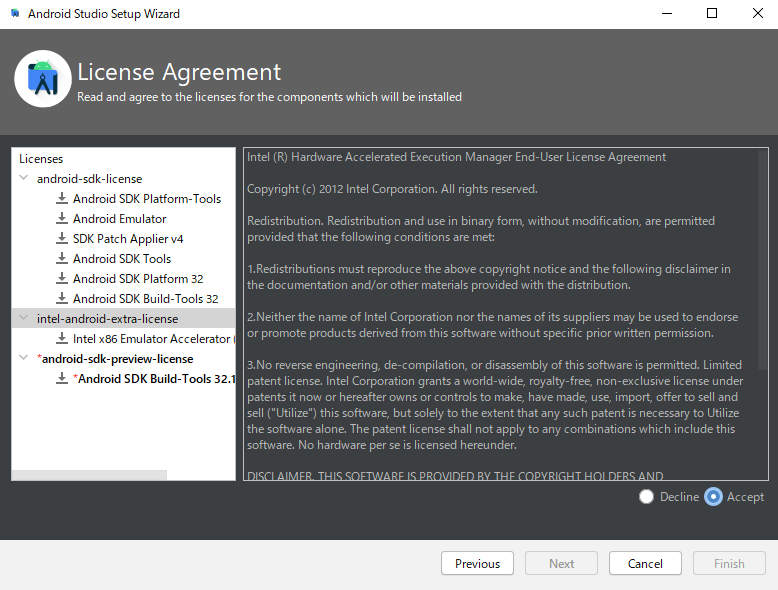 Android Studio Setup Wizard
License Agreement
Read and agree to the licenses for the components which will be installed
Licenses
android-sdk-license
Android SDK Platform-Tools
Android Emulator
SDK Patch Applier v4
Android SDK Tools
Android SDK Platform 32
Android SDK Build-Tools 32
intel-android-extra-license
Intel x86 Emulator Accelerator (
*android-sdk-preview-license
*Android SDK Build-Tools 32.1
Intel (R) Hardware Accelerated Execution Manager End-User License Agreement
Copyright (c) 2012 Intel Corporation. All rights reserved.
Redistribution. Redistribution and use in binary form, without modification, are permitted
provided that the following conditions are met:
1.Redistributions must reproduce the above copyright notice and the following disclaimer in
the documentation and/or other materials provided with the distribution.
2.Neither the name of Intel Corporation nor the names of its suppliers may be used to endorse
or promote products derived from this software without specific prior written permission.
3.No reverse engineering, de-compilation, or disassembly of this software is permitted. Limited
patent license. Intel Corporation grants a world-wide, royalty-free, non-exclusive license under
patents it now or hereafter owns or controls to make, have made, use, import, offer to sell and
sell ("Utilize") this software, but solely to the extent that any such patent is necessary to Utilize
the software alone. The patent license shall not apply to any combinations which include this
software. No hardware per se is licensed hereunder.
DISCLAIMER. THIS SOFTWARE IS PROVIDED BY THE COPYRIGHT HOLDERS AND
Decline Accept
Previous Next Cancel Finish